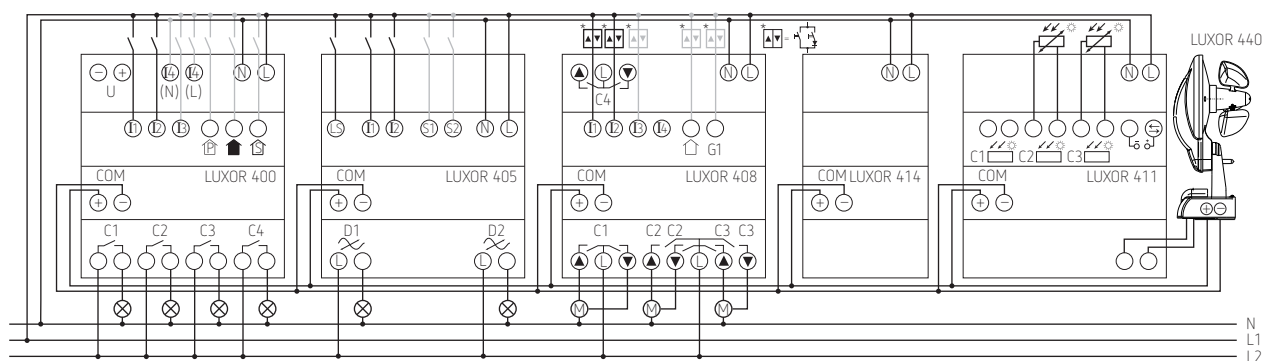 * * * * * * =
LUXOR 440
I4 I4 N L
U (N) (L)
I1 I2 I3
P S
COM LUXOR 400
+ −
C1 C2 C3 C4
LS I1 I2 S1 S2 N L
COM LUXOR 405
+ −
D1 D2
L L
L N L
C4
I1 I2 I3 I4
G1
COM LUXOR 408
+ −
C1 C2 C2 C3 C3
L L
M M M
N L
COM LUXOR 414
+ −
N L
C1 C2 C3
COM LUXOR 411
+ −
+ −
N
L1
L2